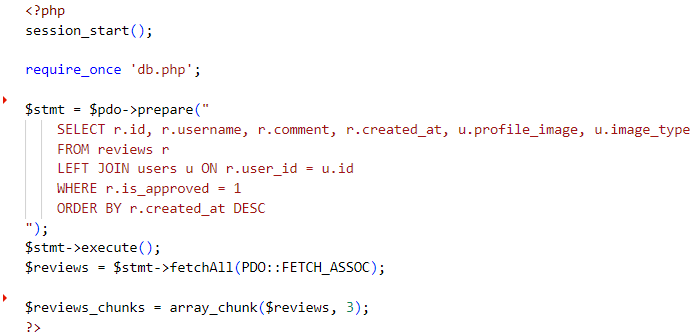 <?php
session_start();
require_once 'db.php';
$stmt = $pdo->prepare("
SELECT r.id, r.username, r.comment, r.created_at, u.profile_image, u.image_type
FROM reviews r
LEFT JOIN users u ON r.user_id = u.id
WHERE r.is_approved = 1
ORDER BY r.created_at DESC
");
$stmt->execute();
$reviews = $stmt->fetchAll(PDO::FETCH_ASSOC);
$reviews_chunks = array_chunk($reviews, 3);
?>